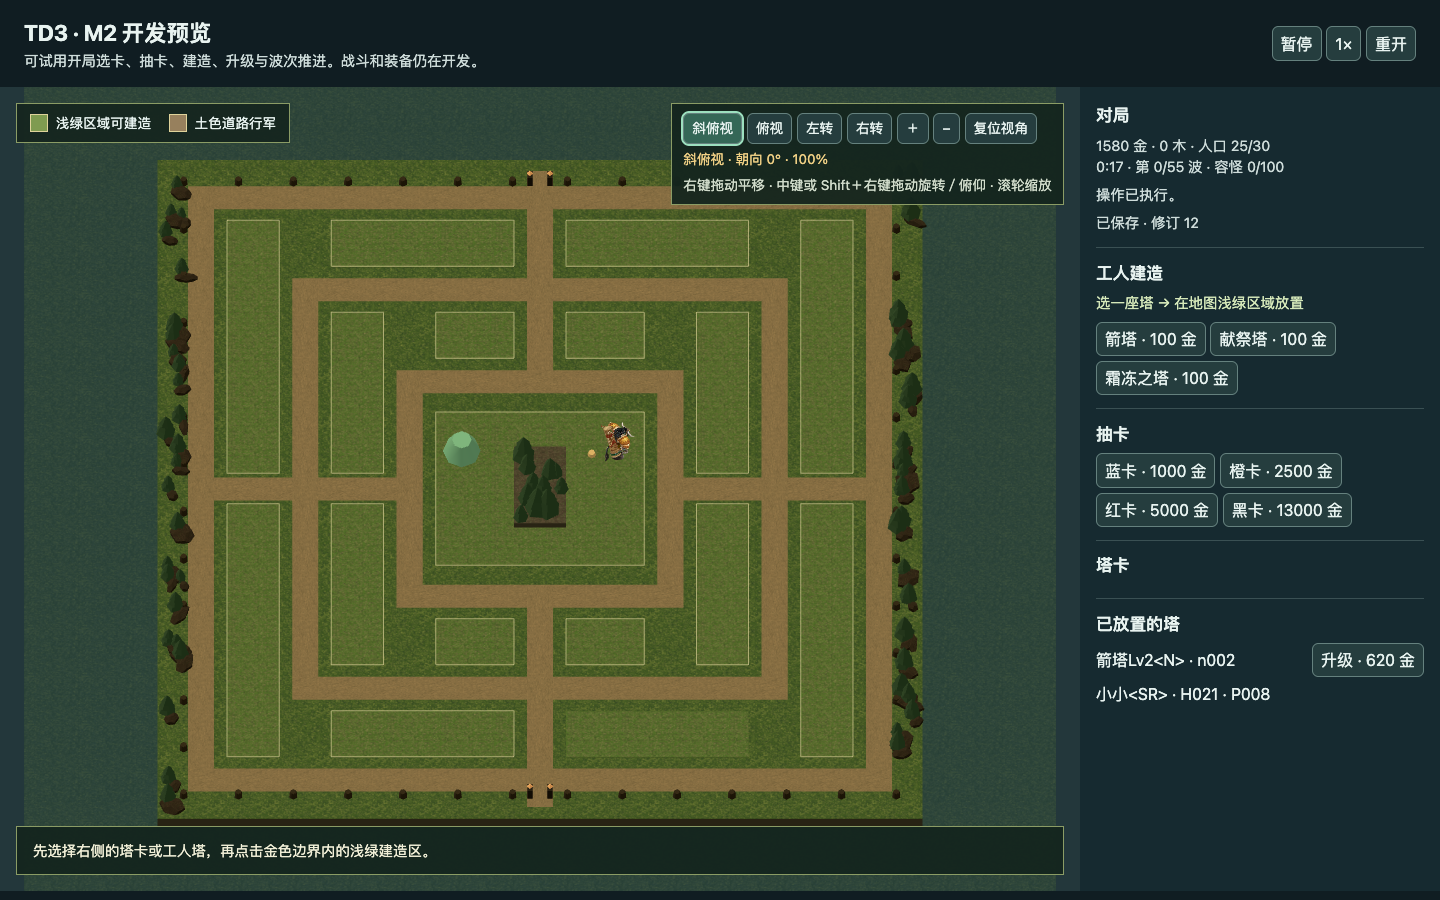 TD3 · M2 开发预览
可试用开局选卡、抽卡、建造、升级与波次推进。战斗和装备仍在开发。
暂停 1× 重开
浅绿区域可建造 土色道路行军
斜俯视 俯视 左转 右转 + − 复位视角
斜俯视 · 朝向 0° · 100%
右键拖动平移 · 中键或 Shift＋右键拖动旋转 / 俯仰 · 滚轮缩放
先选择右侧的塔卡或工人塔，再点击金色边界内的浅绿建造区。
对局
1580 金 · 0 木 · 人口 25/30
0:17 · 第 0/55 波 · 容怪 0/100
操作已执行。
已保存 · 修订 12
工人建造
选一座塔 → 在地图浅绿区域放置
箭塔 · 100 金 献祭塔 · 100 金
霜冻之塔 · 100 金
抽卡
蓝卡 · 1000 金 橙卡 · 2500 金
红卡 · 5000 金 黑卡 · 13000 金
塔卡
已放置的塔
箭塔Lv2<N> · n002 升级 · 620 金
小小<SR> · H021 · P008